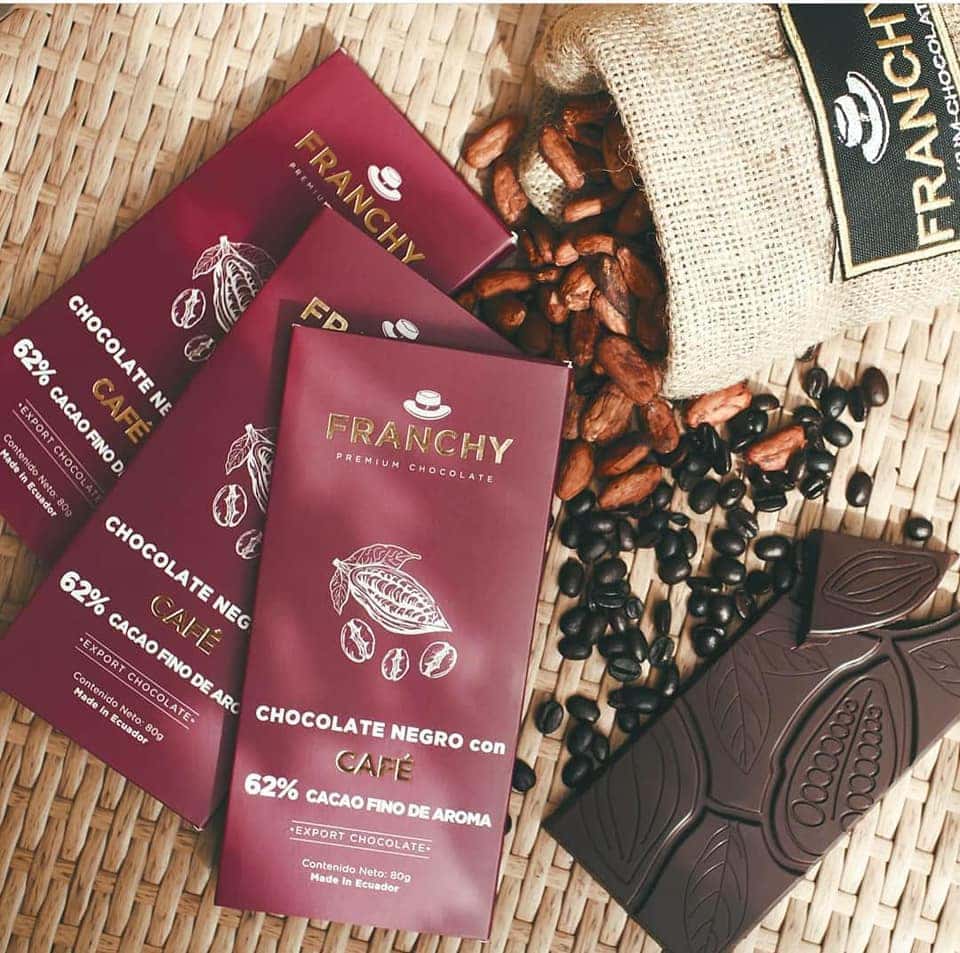 FRANCHY
PREMIUM CHOCOLATE
CHOCOLATE NEGRO
CAFÉ
62% CACAO FINO DE
•EXPORT CHOCOLATE•
Contenido Neto: 80g
Made In Ecuador
CHOCOLATE NEGRO
CAFÉ
62% CACAO FINO DE
•EXPORT CHOCOLATE•
Contenido Neto: 80g
Made In Ecuador
FRANCHY
PREMIUM CHOCOLATE
CHOCOLATE NEGRO con
CAFÉ
62% CACAO FINO DE AROMA
•EXPORT CHOCOLATE•
Contenido Neto: 80g
Made In Ecuador
FRANCHY